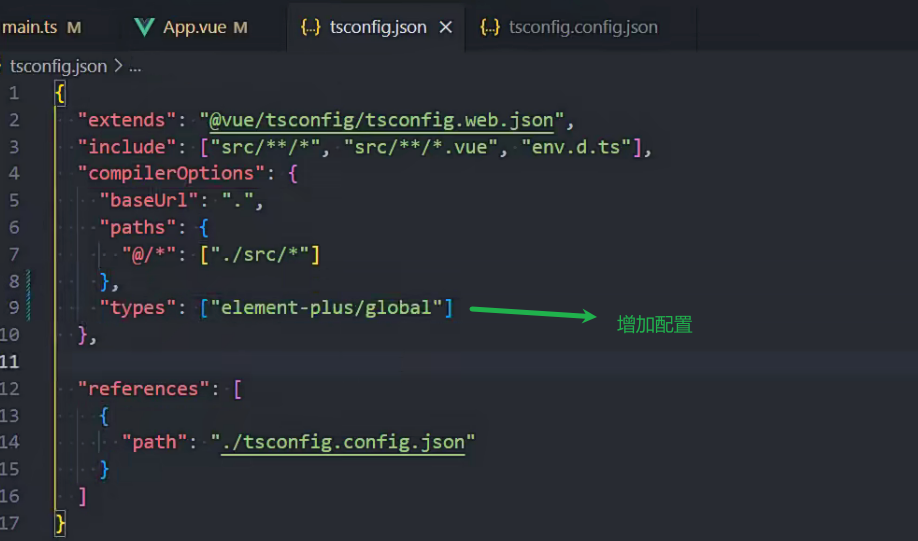 main.ts M App.vue M {..} tsconfig.json × {..} tsconfig.config.json
tsconfig.json > ...
1 {
2 "extends": "@vue/tsconfig/tsconfig.web.json",
3 "include": ["src/**/*", "src/**/*.vue", "env.d.ts"],
4 "compilerOptions": {
5 "baseUrl": ".",
6 "paths": {
7 "@/*": ["./src/*"]
8 },
9 "types": ["element-plus/global"] 增加配置
10 },
11
12 "references": [
13 {
14 "path": "./tsconfig.config.json"
15 }
16 ]
17 }